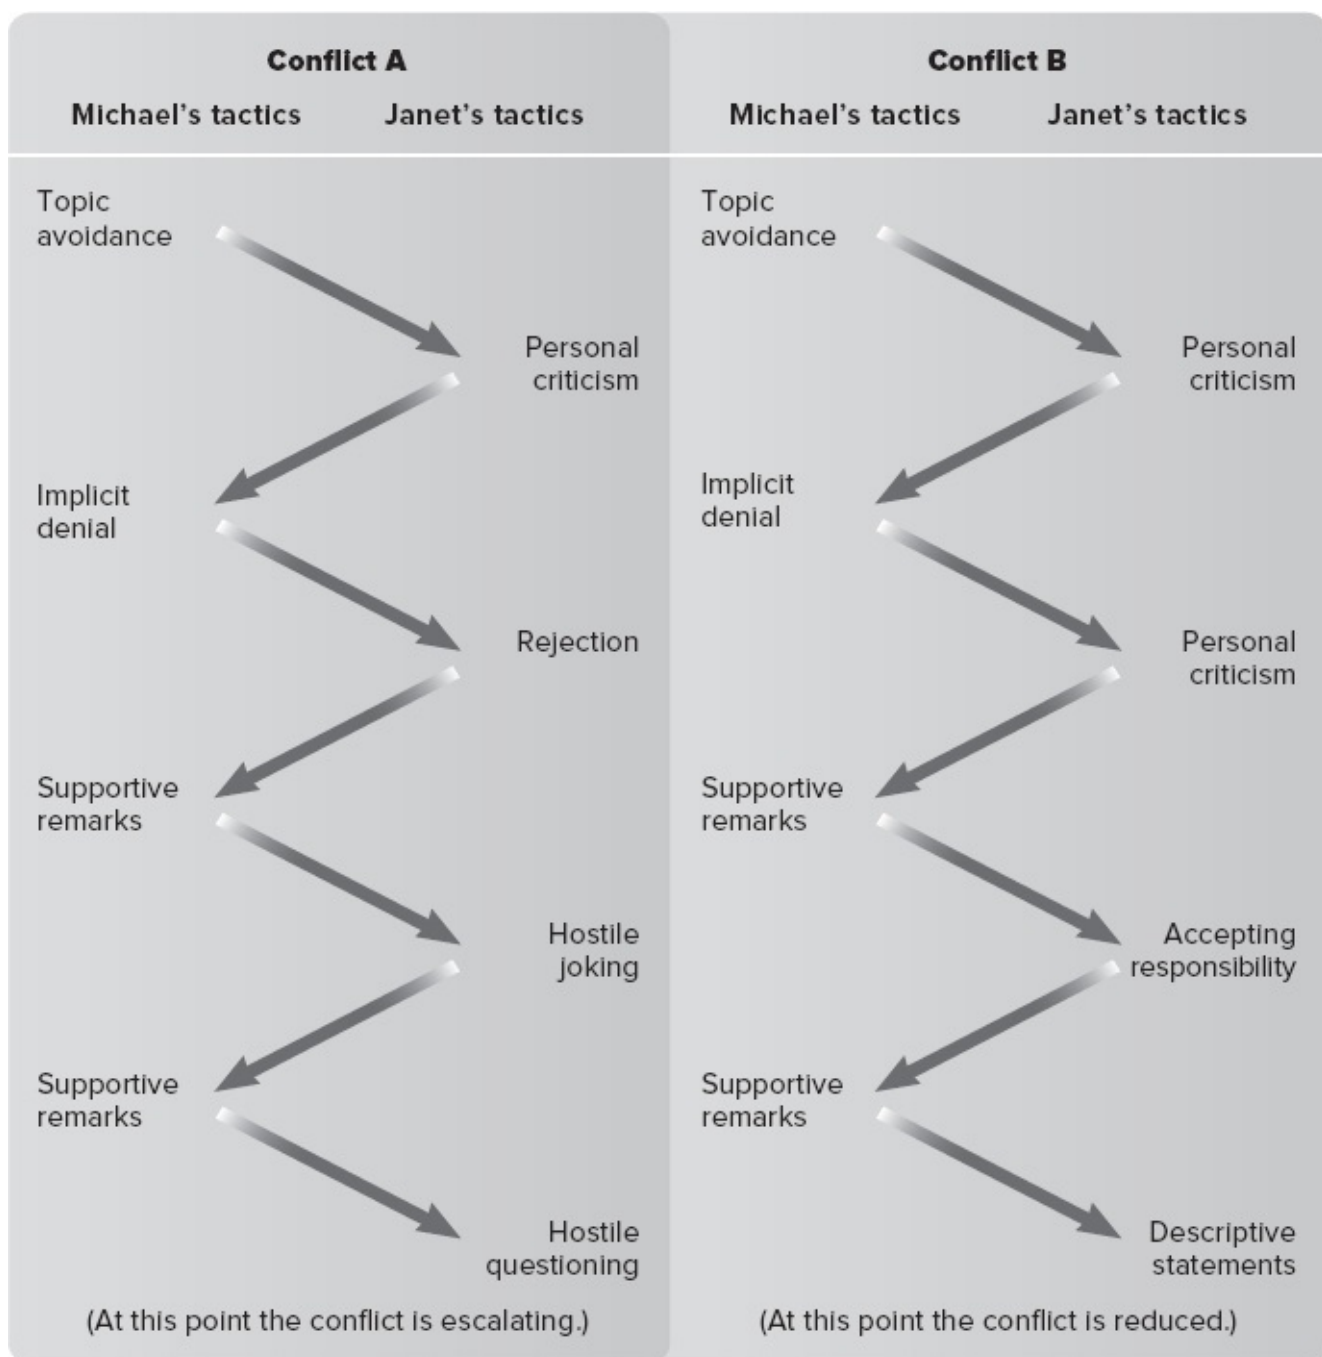 Conflict A
Michael’s tactics
Janet’s tactics
Topic
avoidance
Personal
criticism
Implicit
denial
Rejection
Supportive
remarks
Hostile
joking
Supportive
remarks
Hostile
questioning
(At this point the conflict is escalating.)
Conflict B
Michael’s tactics
Janet’s tactics
Topic
avoidance
Personal
criticism
Implicit
denial
Personal
criticism
Supportive
remarks
Accepting
responsibility
Supportive
remarks
Descriptive
statements
(At this point the conflict is reduced.)